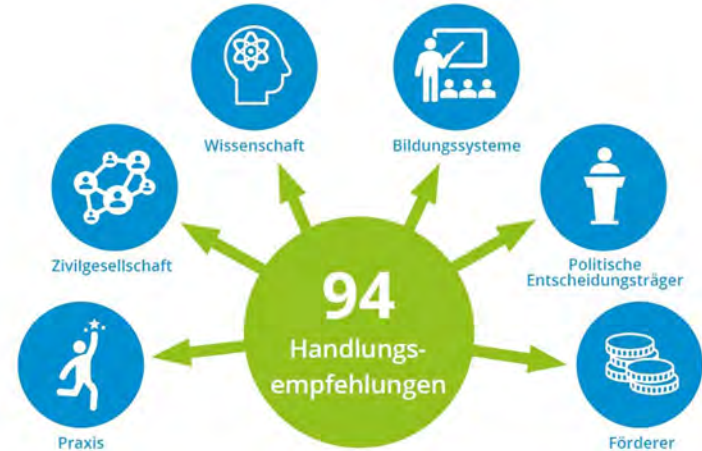 Wissenschaft
Bildungssysteme
Zivilgesellschaft
Politische
Entscheidungsträger
94
Handlungs-
empfehlungen
Praxis
Förderer